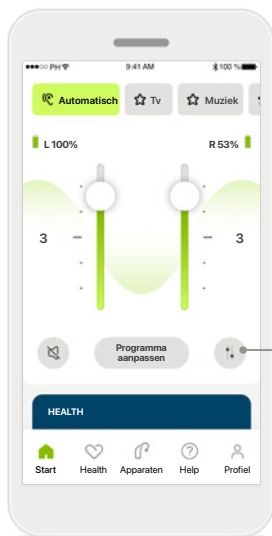 PH 9:41 AM 100 %
Automatisch Tv Muziek
L 100% R 53%
3 3
Programma
aanpassen
HEALTH
Start Health Apparaten Help Profiel